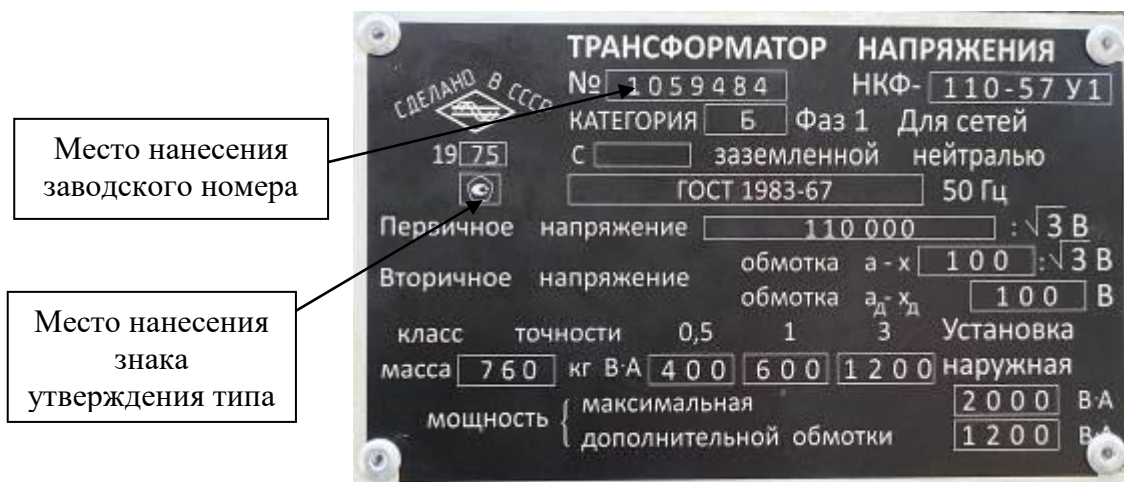 Место нанесения
заводского номера
Место нанесения
знака
утверждения типа
ТРАНСФОРМАТОР НАПРЯЖЕНИЯ
СДЕЛАНО В СССР
№ 1059484 НКФ- 110-57 У1
КАТЕГОРИЯ Б Фаз 1 Для сетей
1975 С заземленной нейтралью
ГОСТ 1983-67 50 Гц
Первичное напряжение 110 000 :√3 В
Вторичное напряжение
обмотка а - х 100 :√3 В
обмотка aд- хд 100 В
класс точности 0,5 1 3 Установка
масса 760 кг В·А 400 600 1200 наружная
мощность { максимальная 2000 В·А
дополнительной обмотки 1200 В·А